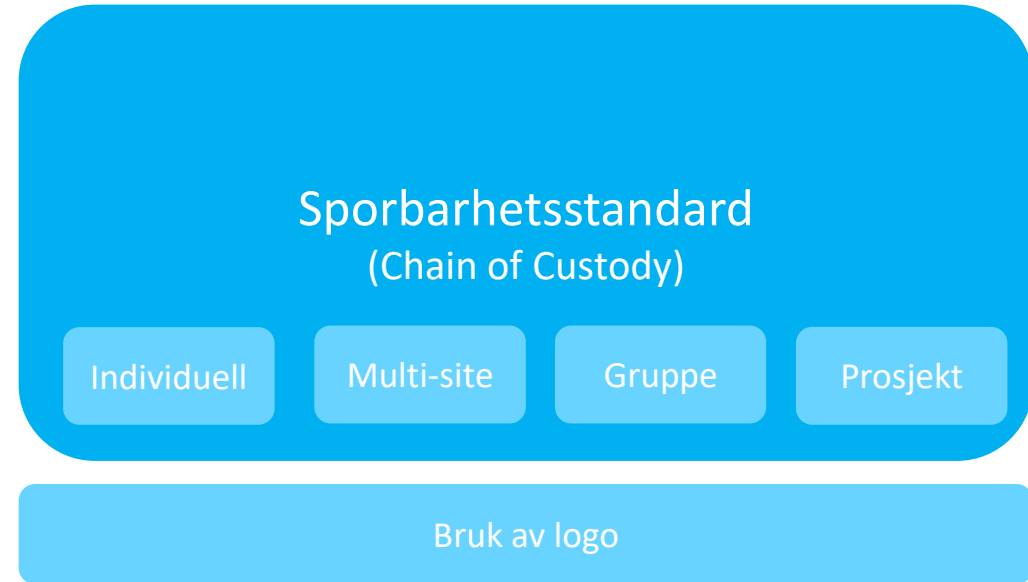 Sporbarhetsstandard
(Chain of Custody)
Individuell
Multi-site
Gruppe
Prosjekt
Bruk av logo